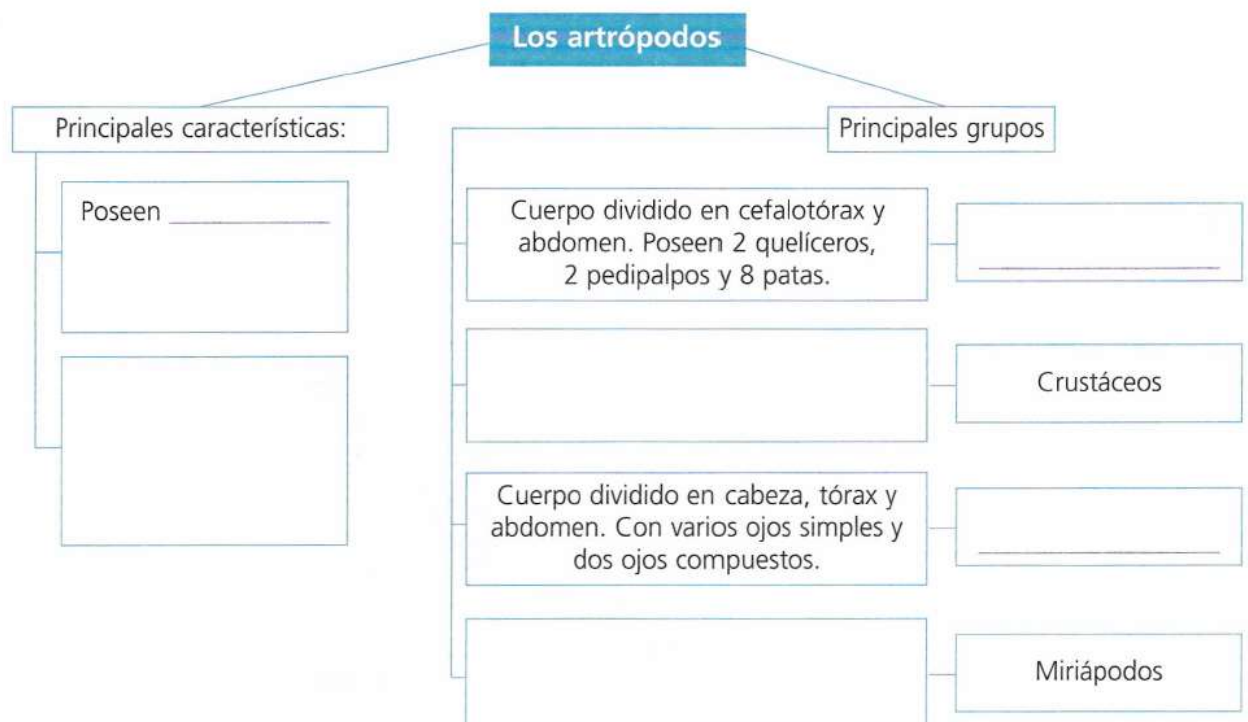 Los artrópodos
Principales características:
Poseen
Principales grupos
Cuerpo dividido en cefalotórax y
abdomen. Poseen 2 quelíceros,
2 pedipalpos y 8 patas.
Crustáceos
Cuerpo dividido en cabeza, tórax y
abdomen. Con varios ojos simples y
dos ojos compuestos.
Miriápodos